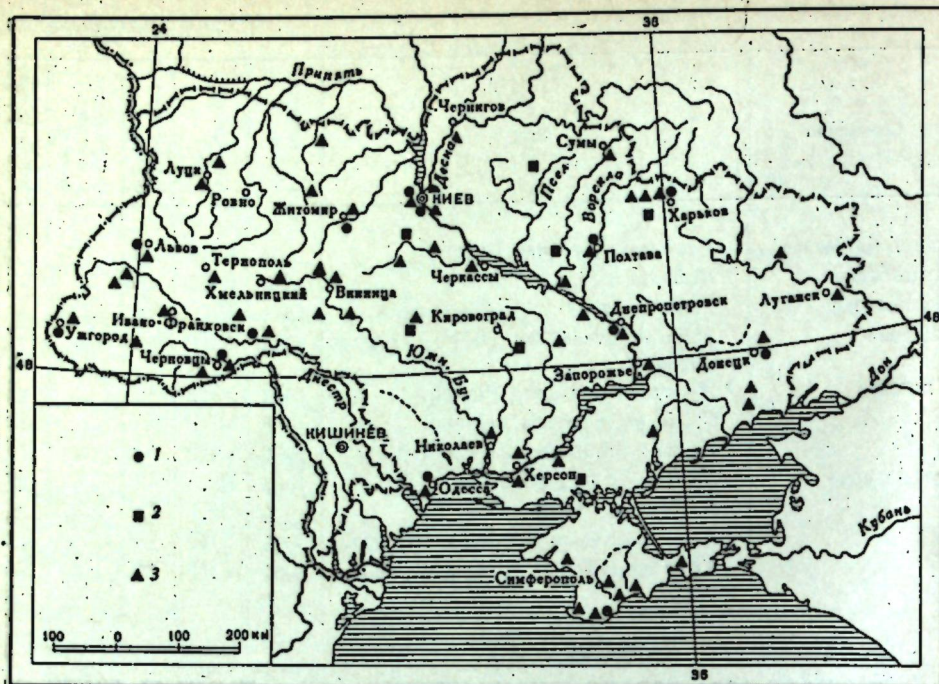 24
36
Припять
Чернигов
Десна
Сумы
Псел
Ворскла
Луцк
Ровно
КИЕВ
Житомир
Харьков
Львов
Тернополь
Полтава
Хмельницкий
Винница
Черкассы
Луганск
Днепропетровск
Ивано-Франковск
Кировоград
Ужгород
48
Черновцы
Южн. Буг
Донецк
48
Запорожье
Дон
Днестр
КИШИНЕВ
Николаев
1
Херсон
Одесса
2
Кубань
3
Симферополь
100 0 100 200 км
36